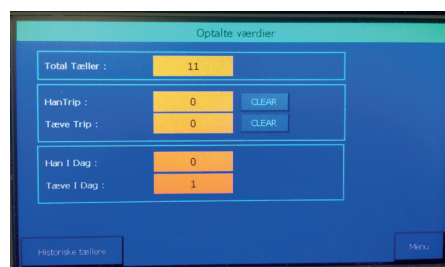 Optalte værdier
Total Tæller : 11
HanTrip : 0 CLEAR
Tæve Trip : 0 CLEAR
Han I Dag : 0
Tæve I Dag : 1
Historiske tællere Menu